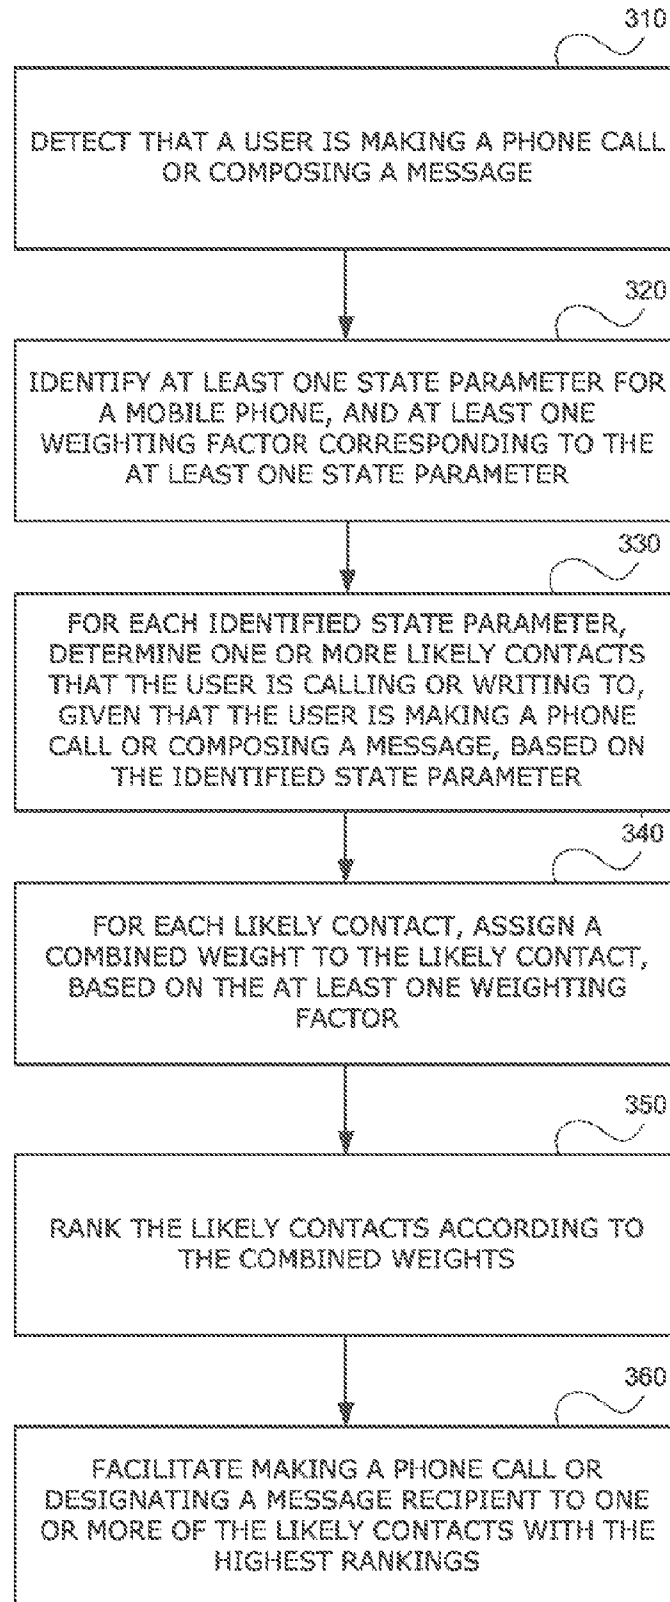 310
DETECT THAT A USER IS MAKING A PHONE CALL
OR COMPOSING A MESSAGE
320
IDENTIFY AT LEAST ONE STATE PARAMETER FOR
A MOBILE PHONE, AND AT LEAST ONE
WEIGHTING FACTOR CORRESPONDING TO THE
AT LEAST ONE STATE PARAMETER
330
FOR EACH IDENTIFIED STATE PARAMETER,
DETERMINE ONE OR MORE LIKELY CONTACTS
THAT THE USER IS CALLING OR WRITING TO,
GIVEN THAT THE USER IS MAKING A PHONE
CALL OR COMPOSING A MESSAGE, BASED ON
THE IDENTIFIED STATE PARAMETER
340
FOR EACH LIKELY CONTACT, ASSIGN A
COMBINED WEIGHT TO THE LIKELY CONTACT,
BASED ON THE AT LEAST ONE WEIGHTING
FACTOR
350
RANK THE LIKELY CONTACTS ACCORDING TO
THE COMBINED WEIGHTS
360
FACILITATE MAKING A PHONE CALL OR
DESIGNATING A MESSAGE RECIPIENT TO ONE
OR MORE OF THE LIKELY CONTACTS WITH THE
HIGHEST RANKINGS